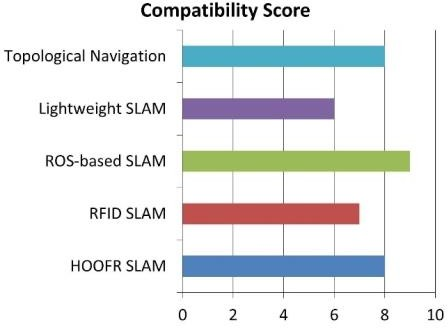 Compatibility Score
Topological Navigation
Lightweight SLAM
ROS-based SLAM
RFID SLAM
HOOFR SLAM
0 2 4 6 8 10